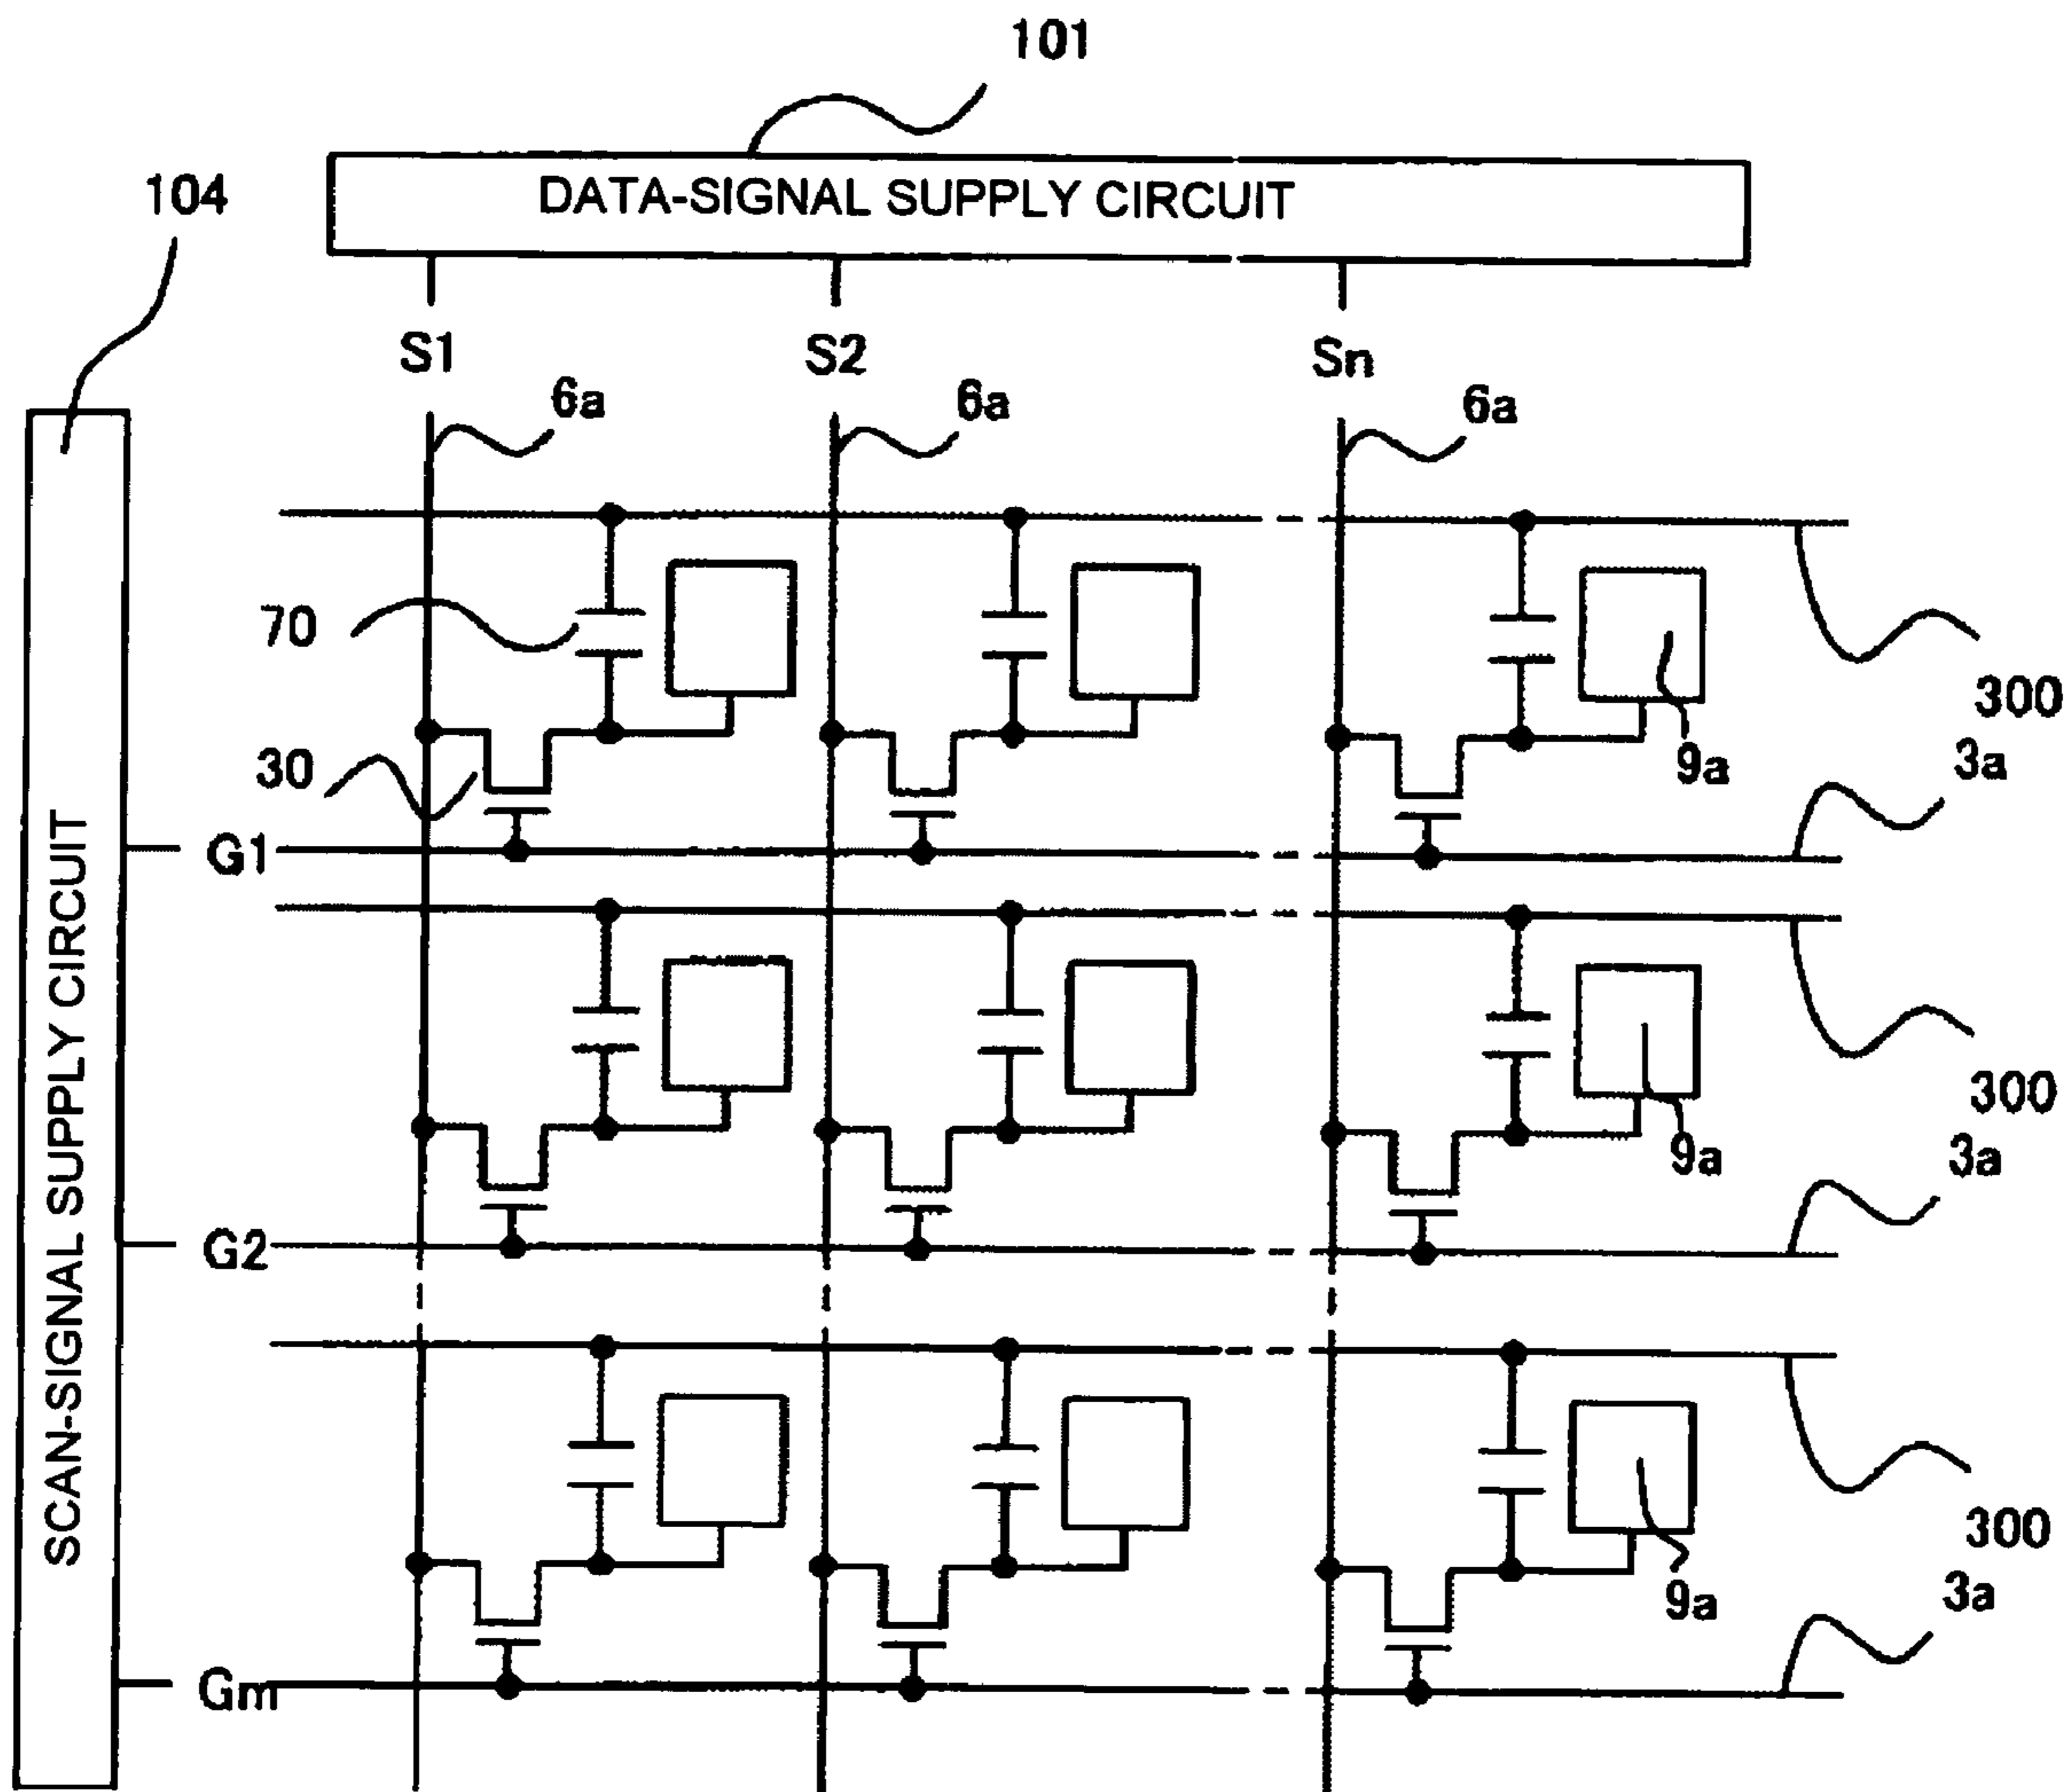 101
104
DATA-SIGNAL SUPPLY CIRCUIT
S1 S2 Sn
6a 6a 6a
SCAN-SIGNAL SUPPLY CIRCUIT
70
300
30
9a
3a
G1
300
9a
3a
G2
300
9a
3a
Gm